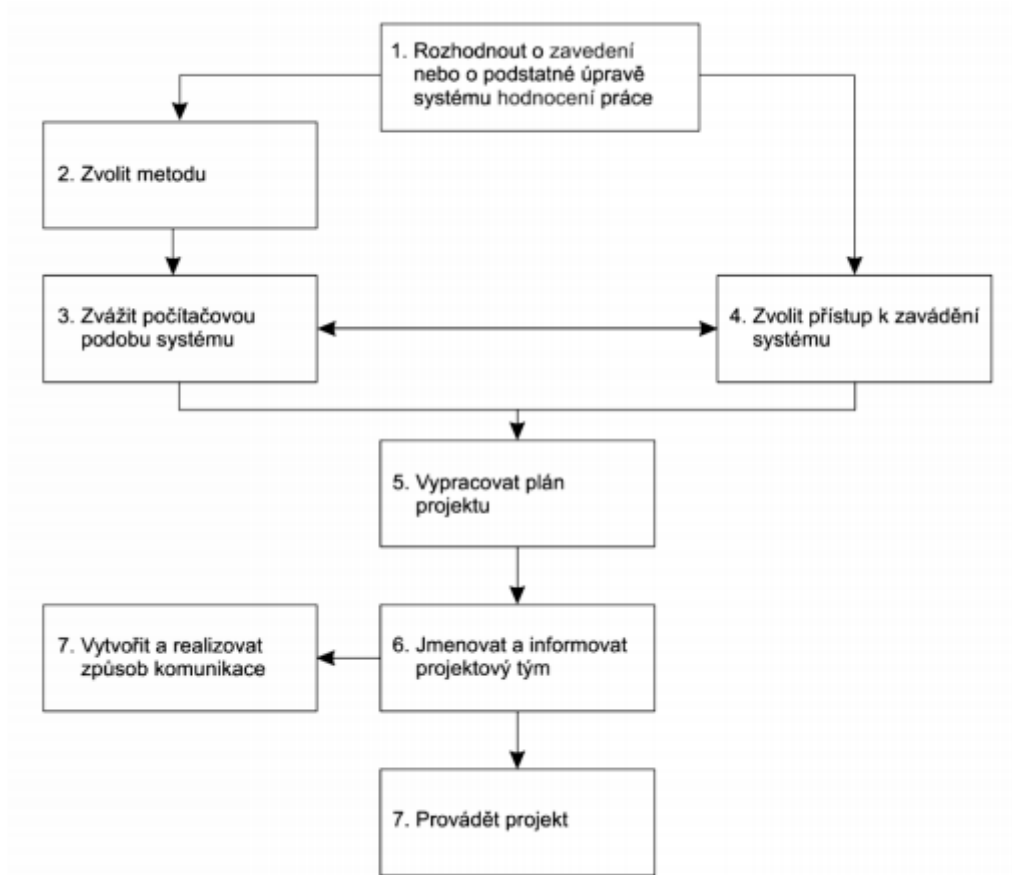 1. Rozhodnout o zavedení
nebo o podstatné úpravě
systému hodnocení práce
2. Zvolit metodu
3. Zvážit počítačovou
podobu systému
4. Zvolit přístup k zavádění
systému
5. Vypracovat plán
projektu
7. Vytvořit a realizovat
způsob komunikace
6. Jmenovat a informovat
projektový tým
7. Provádět projekt